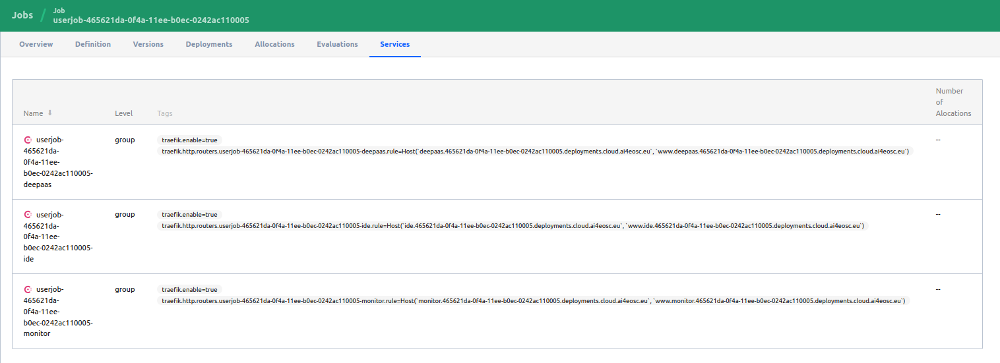 Jobs / Job
userjob-465621da-0f4a-11ee-b0ec-0242ac110005
Overview Definition Versions Deployments Allocations Evaluations Services
Number
of
Name Level Tags Alocations
userjob- group traefik.enable=true --
465621da- traefik.http.routers.userjob-465621da-0f4a-11ee-b0ec-0242ac110005-deepaas.rule=Host(`deepaas.465621da-0f4a-11ee-b0ec-0242ac110005.deployments.cloud.ai4eosc.eu`, `www.deepaas.465621da-0f4a-11ee-b0ec-0242ac110005.deployments.cloud.ai4eosc.eu`)
0f4a-11ee-
b0ec-0242ac110005-
deepaas
userjob- group traefik.enable=true --
465621da- traefik.http.routers.userjob-465621da-0f4a-11ee-b0ec-0242ac110005-ide.rule=Host(`ide.465621da-0f4a-11ee-b0ec-0242ac110005.deployments.cloud.ai4eosc.eu`, `www.ide.465621da-0f4a-11ee-b0ec-0242ac110005.deployments.cloud.ai4eosc.eu`)
0f4a-11ee-
b0ec-0242ac110005-
ide
userjob- group traefik.enable=true --
465621da- traefik.http.routers.userjob-465621da-0f4a-11ee-b0ec-0242ac110005-monitor.rule=Host(`monitor.465621da-0f4a-11ee-b0ec-0242ac110005.deployments.cloud.ai4eosc.eu`, `www.monitor.465621da-0f4a-11ee-b0ec-0242ac110005.deployments.cloud.ai4eosc.eu`)
0f4a-11ee-
b0ec-0242ac110005-
monitor